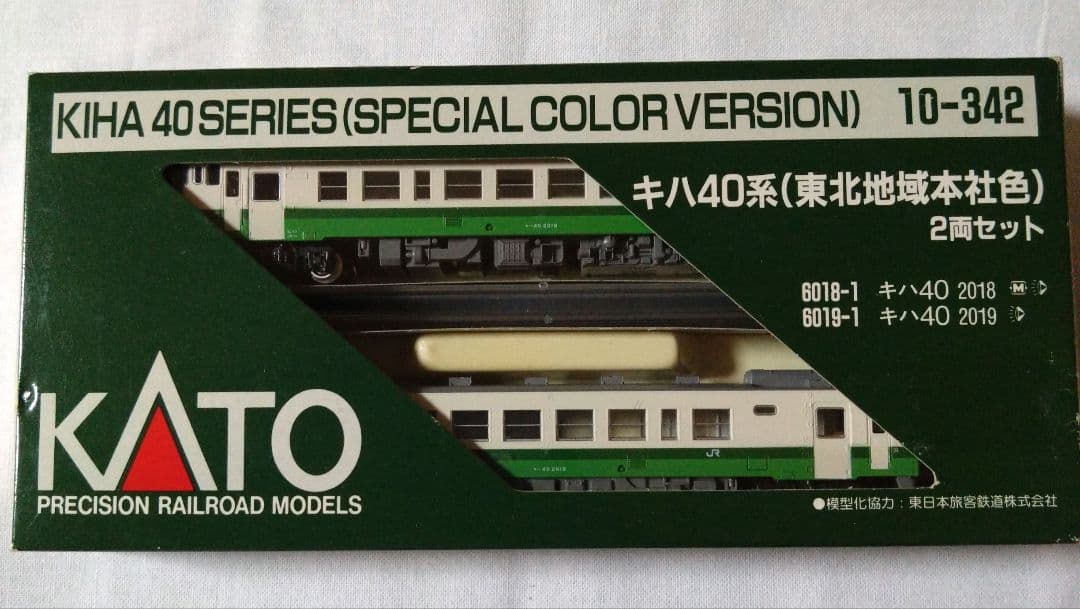 KIHA 40 SERIES (SPECIAL COLOR VERSION) 10-342
キハ40系(東北地域本社色)
2両セット
6018-1 キハ40 2018 M
6019-1 キハ40 2019
KATO
PRECISION RAILROAD MODELS
JR
●模型化協力:東日本旅客鉄道株式会社